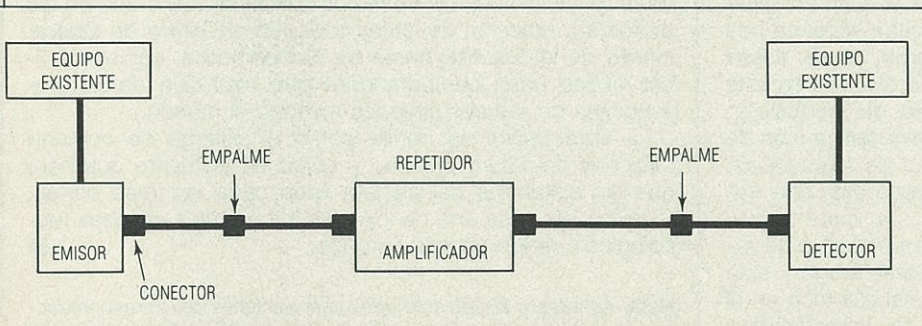 EQUIPO
EXISTENTE
EQUIPO
EXISTENTE
EMPALME
REPETIDOR
EMPALME
EMISOR
AMPLIFICADOR
DETECTOR
CONECTOR